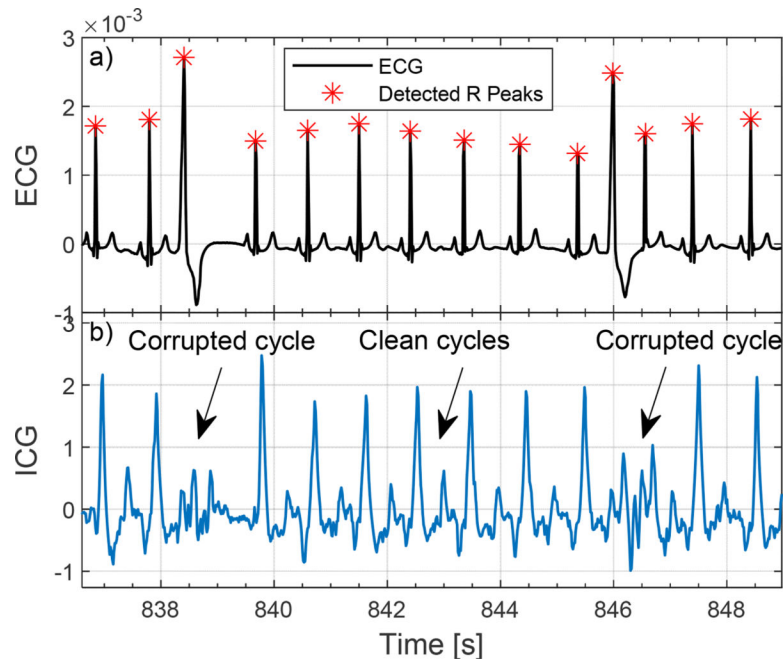 ×10⁻³
a)
ECG
Detected R Peaks
3
2
1
0
-1
ECG
b)
Corrupted cycle
Clean cycles
Corrupted cycle
3
2
1
0
-1
ICG
838
840
842
844
846
848
Time [s]